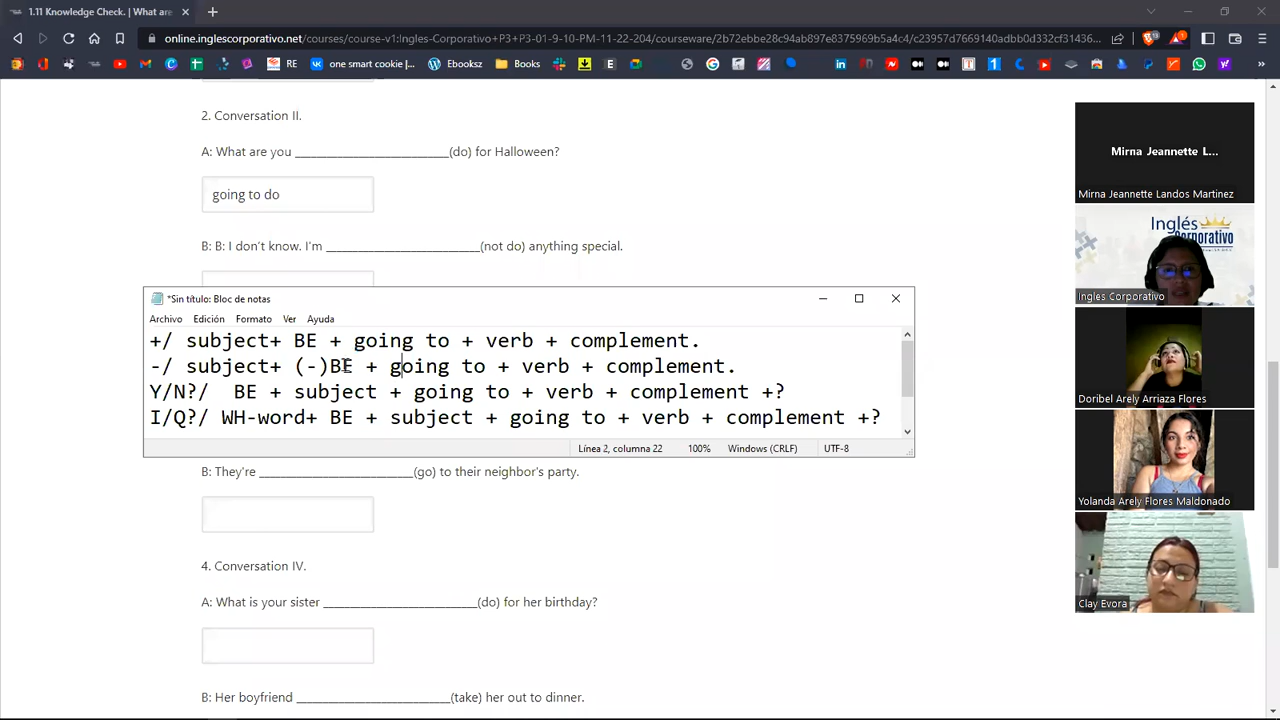 1.11 Knowledge Check. | What are
online.inglescorporativo.net/courses/course-v1:Ingles-Corporativo+P3+P3-01-9-10-PM-11-22-204/courseware/2b72ebbe28c94ab897e8375969b5a4c4/c23957d7669140adbb0d332cf31436...
RE
one smart cookie |...
Ebooksz
Books
RE
2. Conversation II.
A: What are you ________________________(do) for Halloween?
going to do
B: B: I don't know. I'm ________________________(not do) anything special.
*Sin título: Bloc de notas
Archivo Edición Formato Ver Ayuda
+/ subject+ BE + going to + verb + complement.
-/ subject+ (-)BE + going to + verb + complement.
Y/N?/ BE + subject + going to + verb + complement +?
I/Q?/ WH-word+ BE + subject + going to + verb + complement +?
Línea 2, columna 22 100% Windows (CRLF) UTF-8
B: They're ________________________(go) to their neighbor's party.
4. Conversation IV.
A: What is your sister ________________________(do) for her birthday?
B: Her boyfriend ________________________(take) her out to dinner.
Mirna Jeannette L...
Mirna Jeannette Landos Martinez
Inglés
Corporativo
Ingles Corporativo
Doribel Arely Arriaza Flores
Yolanda Arely Flores Maldonado
Clay Evora